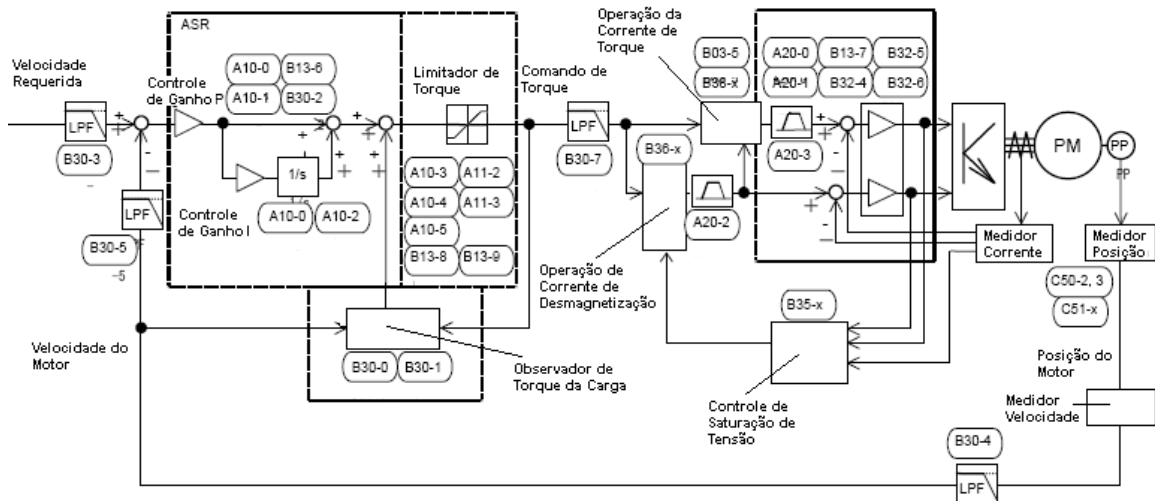 ASR
Velocidade
Requerida
LPF
B30-3
Controle
de Ganho P
A10-0 B13-6
A10-1 B30-2
1/s
A10-0 A10-2
Controle
de Ganho I
LPF
B30-5
-5
Limitador de
Torque
A10-3 A11-2
A10-4 A11-3
A10-5
B13-8 B13-9
Comando de
Torque
LPF
B30-7
Operação da
Corrente de
Torque
B03-5
B36-x
B36-x
A20-2
A20-3
A20-0 B13-7 B32-5
A20-1 B32-4 B32-6
Operação de
Corrente de
Desmagnetização
PM
PP
PP
Medidor
Corrente
Medidor
Posição
C50-2, 3
C51-x
Posição do
Motor
Medidor
Velocidade
B35-x
Controle de
Saturação de
Tensão
Velocidade do
Motor
B30-0 B30-1
Observador de
Torque da Carga
B30-4
LPF